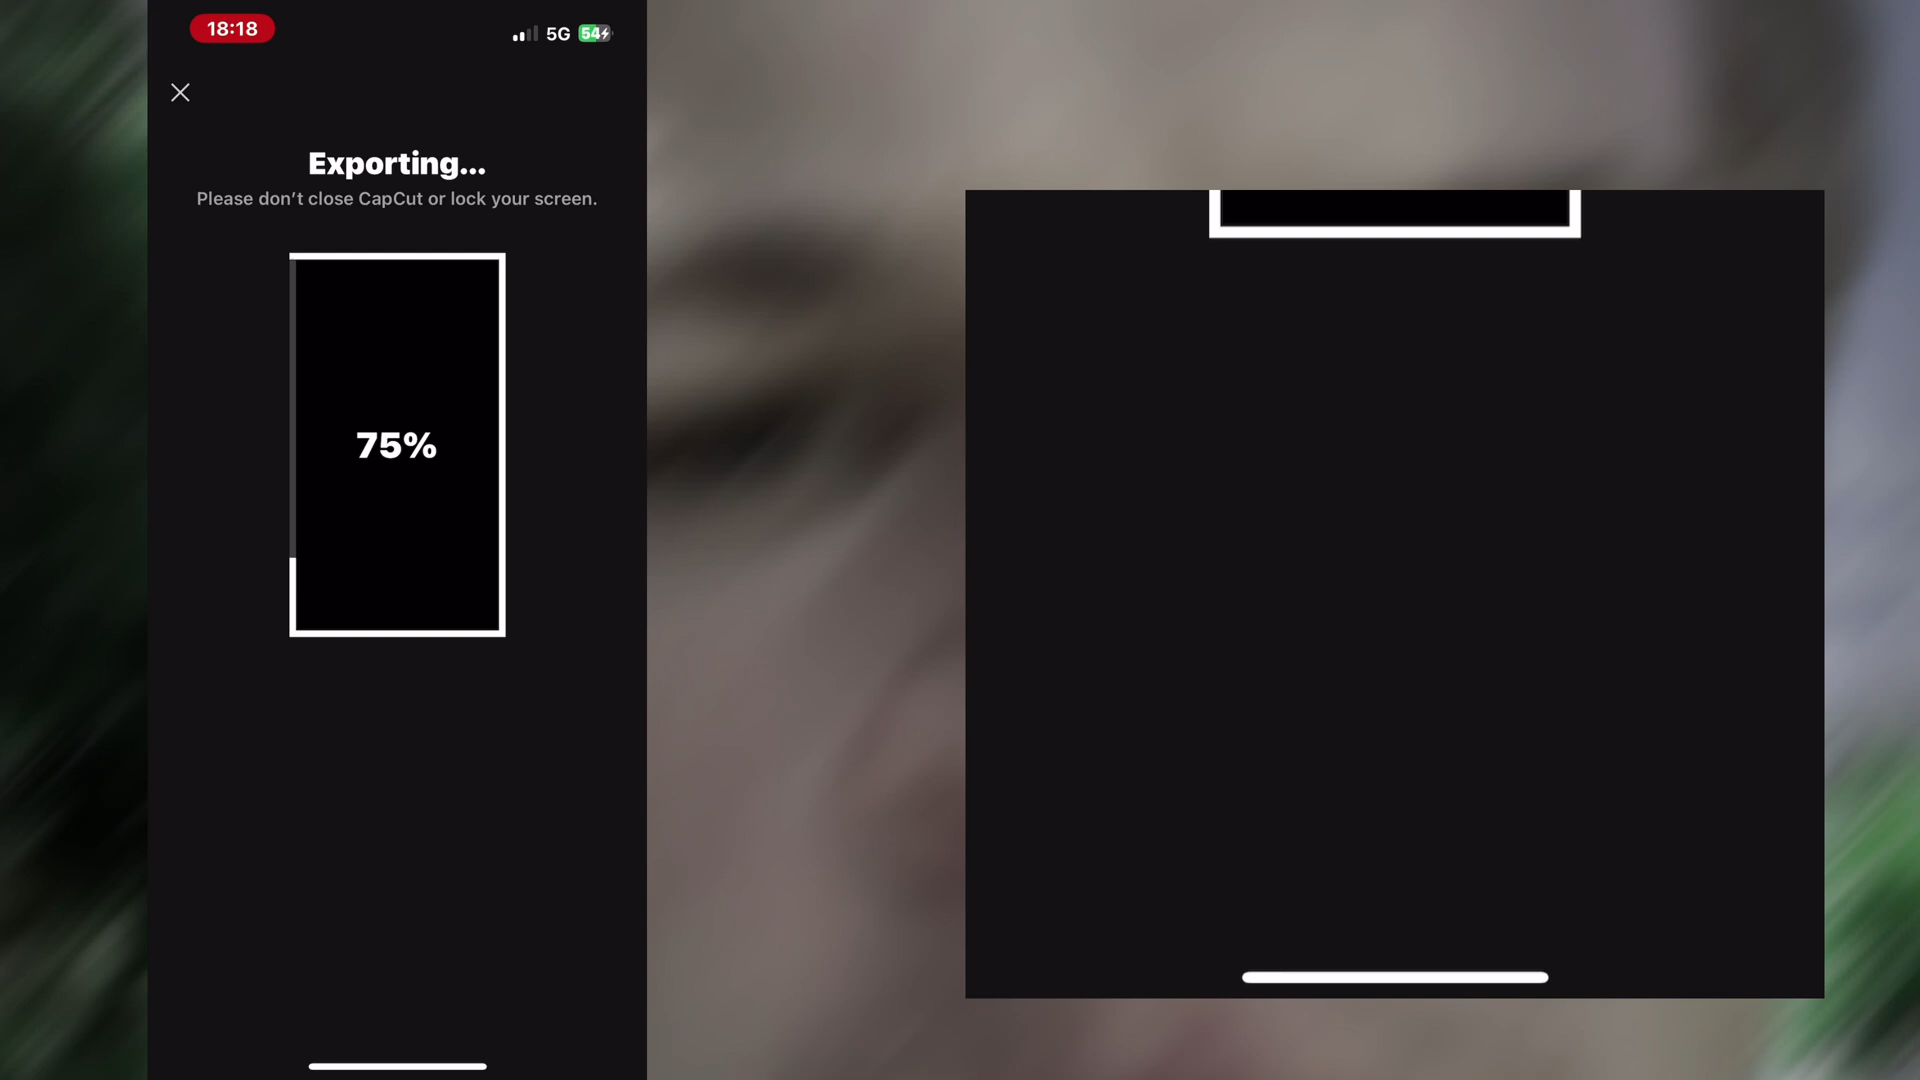 18:18
5G 54
Exporting...
Please don’t close CapCut or lock your screen.
75%